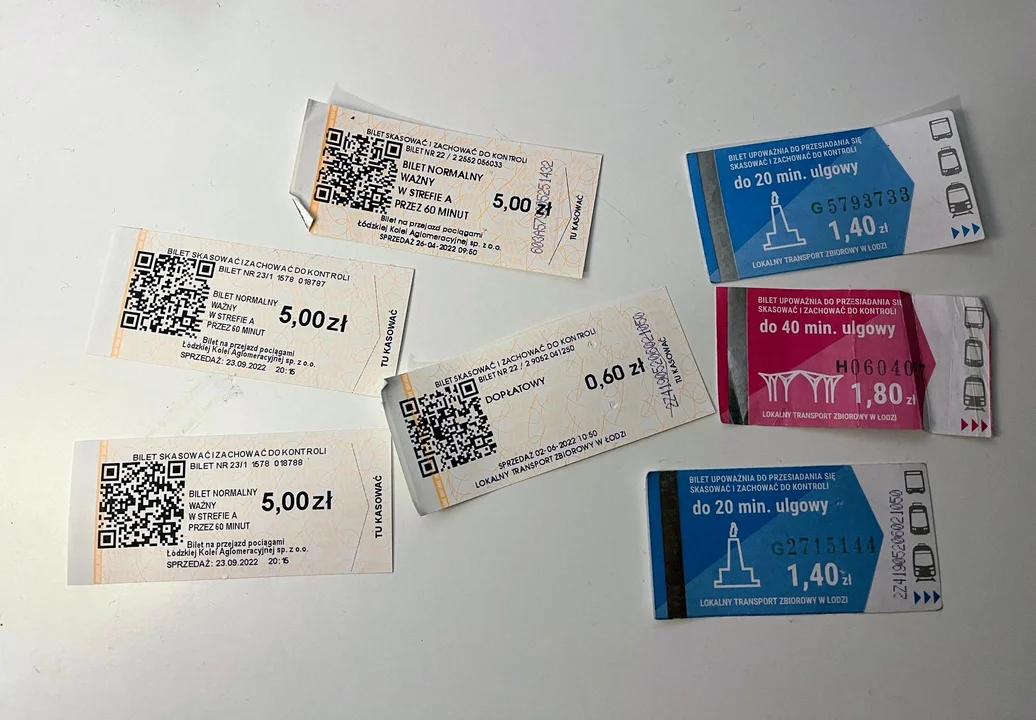 BILET SKASOWAĆ I ZACHOWAĆ DO KONTROLI
BILET NR 22 / 2 2552 056033
BILET NORMALNY
WAŻNY
W STREFIE A
PRZEZ 60 MINUT
5,00 zł
Bilet na przejazd pociągami
Łódzkiej Kolei Aglomeracyjnej sp. z o.o.
SPRZEDAŻ 26-04-2022 09:50
TU KASOWAĆ
BILET SKASOWAĆ I ZACHOWAĆ DO KONTROLI
BILET NR 23/1 1578 018787
BILET NORMALNY
WAŻNY
W STREFIE A
PRZEZ 60 MINUT
5,00 zł
Bilet na przejazd pociągami
Łódzkiej Kolei Aglomeracyjnej sp. z o.o.
SPRZEDAŻ: 23.09.2022 20:15
TU KASOWAĆ
BILET SKASOWAĆ I ZACHOWAĆ DO KONTROLI
BILET NR 23/1 1578 018788
BILET NORMALNY
WAŻNY
W STREFIE A
PRZEZ 60 MINUT
5,00 zł
Bilet na przejazd pociągami
Łódzkiej Kolei Aglomeracyjnej sp. z o.o.
SPRZEDAŻ: 23.09.2022 20:15
TU KASOWAĆ
BILET SKASOWAĆ I ZACHOWAĆ DO KONTROLI
BILET NR 22 / 2 9052 041250
DOPŁATOWY
0,60 zł
SPRZEDAŻ 02-06-2022 10:50
LOKALNY TRANSPORT ZBIOROWY W ŁODZI
2Z41905206021050
TU KASOWAĆ
BILET UPOWAŻNIA DO PRZESIADANIA SIĘ
SKASOWAĆ I ZACHOWAĆ DO KONTROLI
do 20 min. ulgowy
G5793733
1,40 zł
LOKALNY TRANSPORT ZBIOROWY W ŁODZI
BILET UPOWAŻNIA DO PRZESIADANIA SIĘ
SKASOWAĆ I ZACHOWAĆ DO KONTROLI
do 40 min. ulgowy
1,80 zł
LOKALNY TRANSPORT ZBIOROWY W ŁODZI
BILET UPOWAŻNIA DO PRZESIADANIA SIĘ
SKASOWAĆ I ZACHOWAĆ DO KONTROLI
do 20 min. ulgowy
G2715144
1,40 zł
LOKALNY TRANSPORT ZBIOROWY W ŁODZI
2Z41905206021050